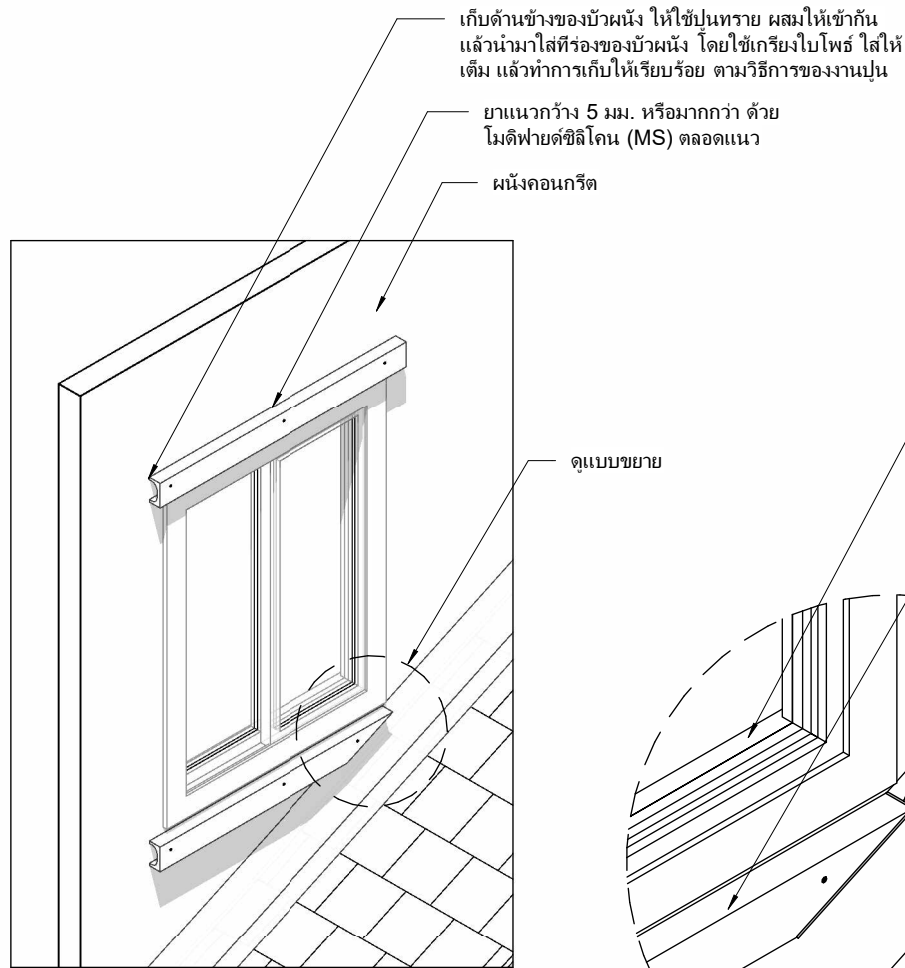 เก็บด้านข้างของบัวผนัง ให้ใช้ปูนทราย ผสมให้เข้ากัน
แล้วนำมาใส่ที่ร่องของบัวผนัง โดยใช้เกรียงใบโพธ์ ใส่ให้
เต็ม แล้วทำการเก็บให้เรียบร้อย ตามวิธีการของงานปูน
ยาแนวกว้าง 5 มม. หรือมากกว่า ด้วย
โมดิฟายด์ซิลิโคน (MS) ตลอดแนว
ผนังคอนกรีต
ดูแบบขยาย